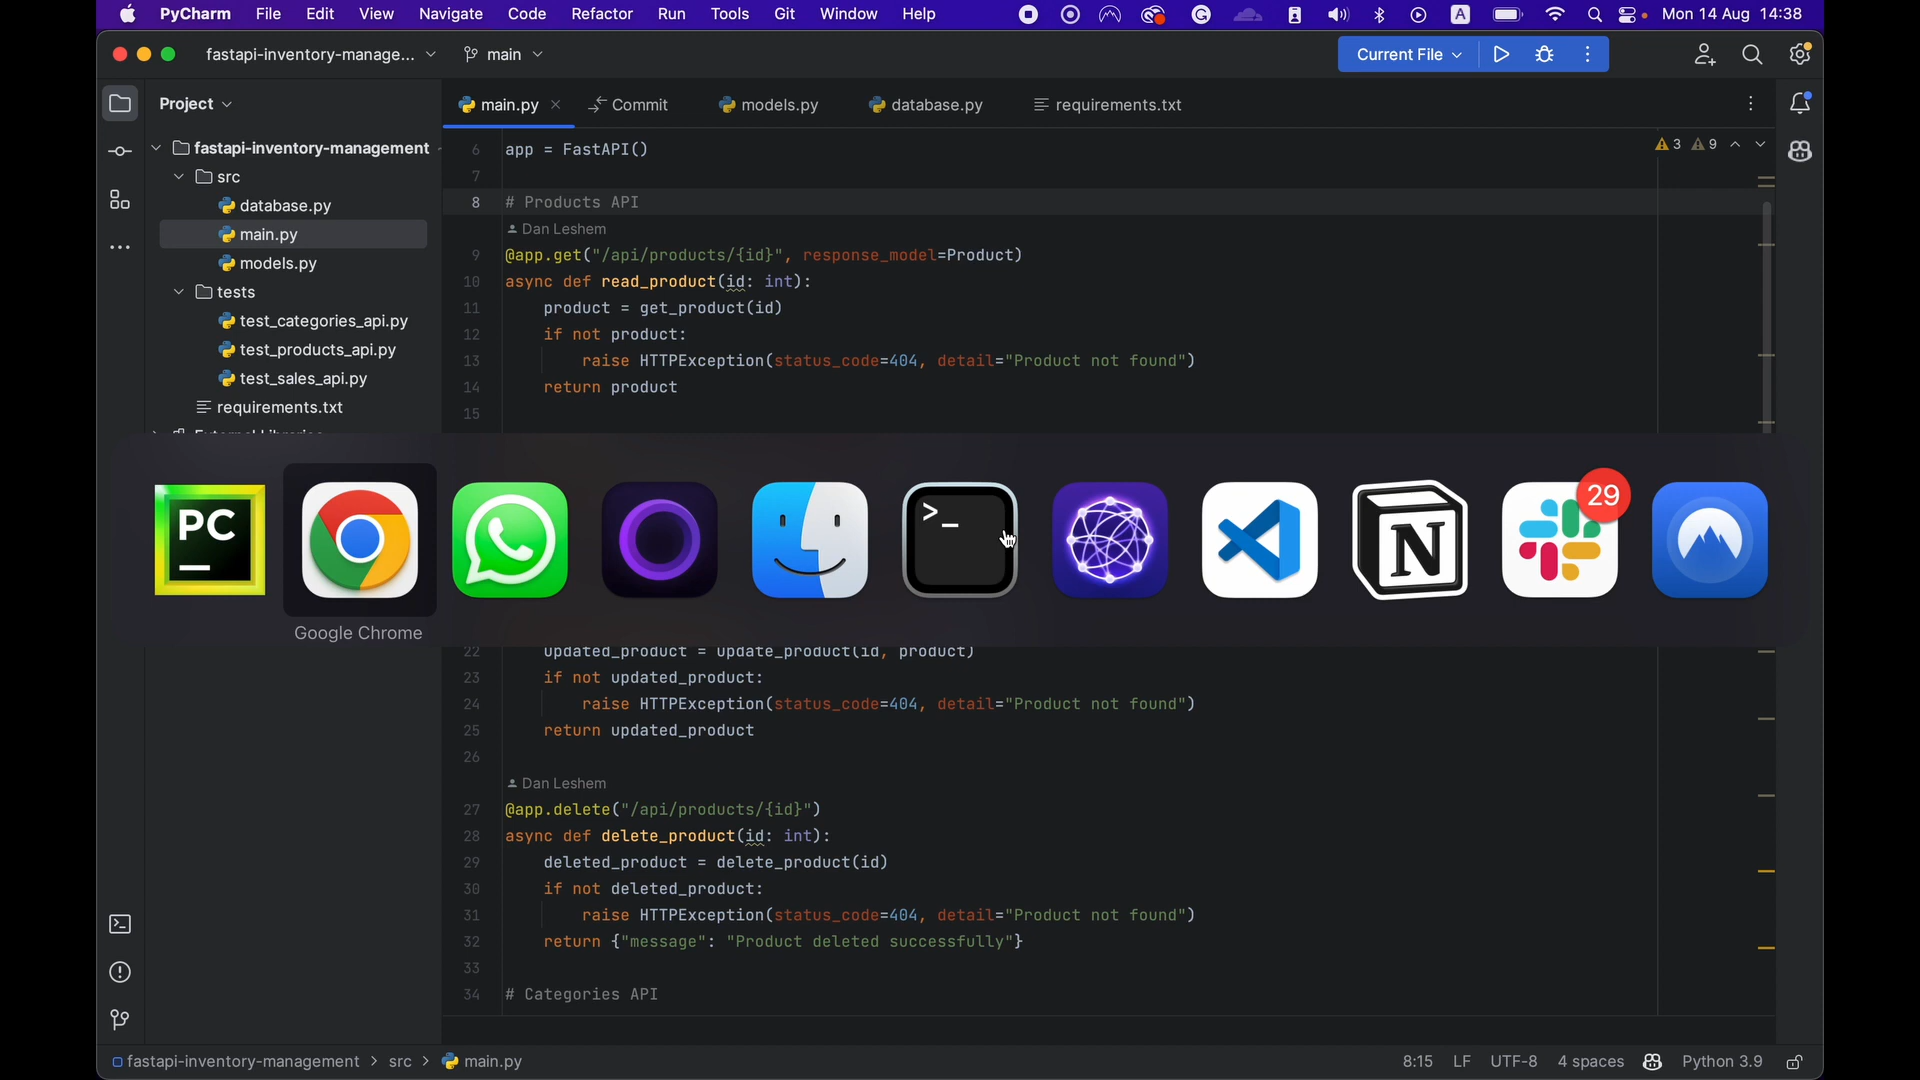 PyCharm File Edit View Navigate Code Refactor Run Tools Git Window Help A Mon 14 Aug 14:38
fastapi-inventory-manage... main Current File
Project
main.py Commit models.py database.py requirements.txt
fastapi-inventory-management
src
database.py
main.py
models.py
tests
test_categories_api.py
test_products_api.py
test_sales_api.py
requirements.txt
3 9
6 app = FastAPI()
7
8 # Products API
Dan Leshem
9 @app.get("/api/products/{id}", response_model=Product)
10 async def read_product(id: int):
11 product = get_product(id)
12 if not product:
13 raise HTTPException(status_code=404, detail="Product not found")
14 return product
15
PC
>_
N
29
Google Chrome
22 updated_product = update_product(id, product)
23 if not updated_product:
24 raise HTTPException(status_code=404, detail="Product not found")
25 return updated_product
26
Dan Leshem
27 @app.delete("/api/products/{id}")
28 async def delete_product(id: int):
29 deleted_product = delete_product(id)
30 if not deleted_product:
31 raise HTTPException(status_code=404, detail="Product not found")
32 return {"message": "Product deleted successfully"}
33
34 # Categories API
fastapi-inventory-management > src > main.py 8:15 LF UTF-8 4 spaces Python 3.9